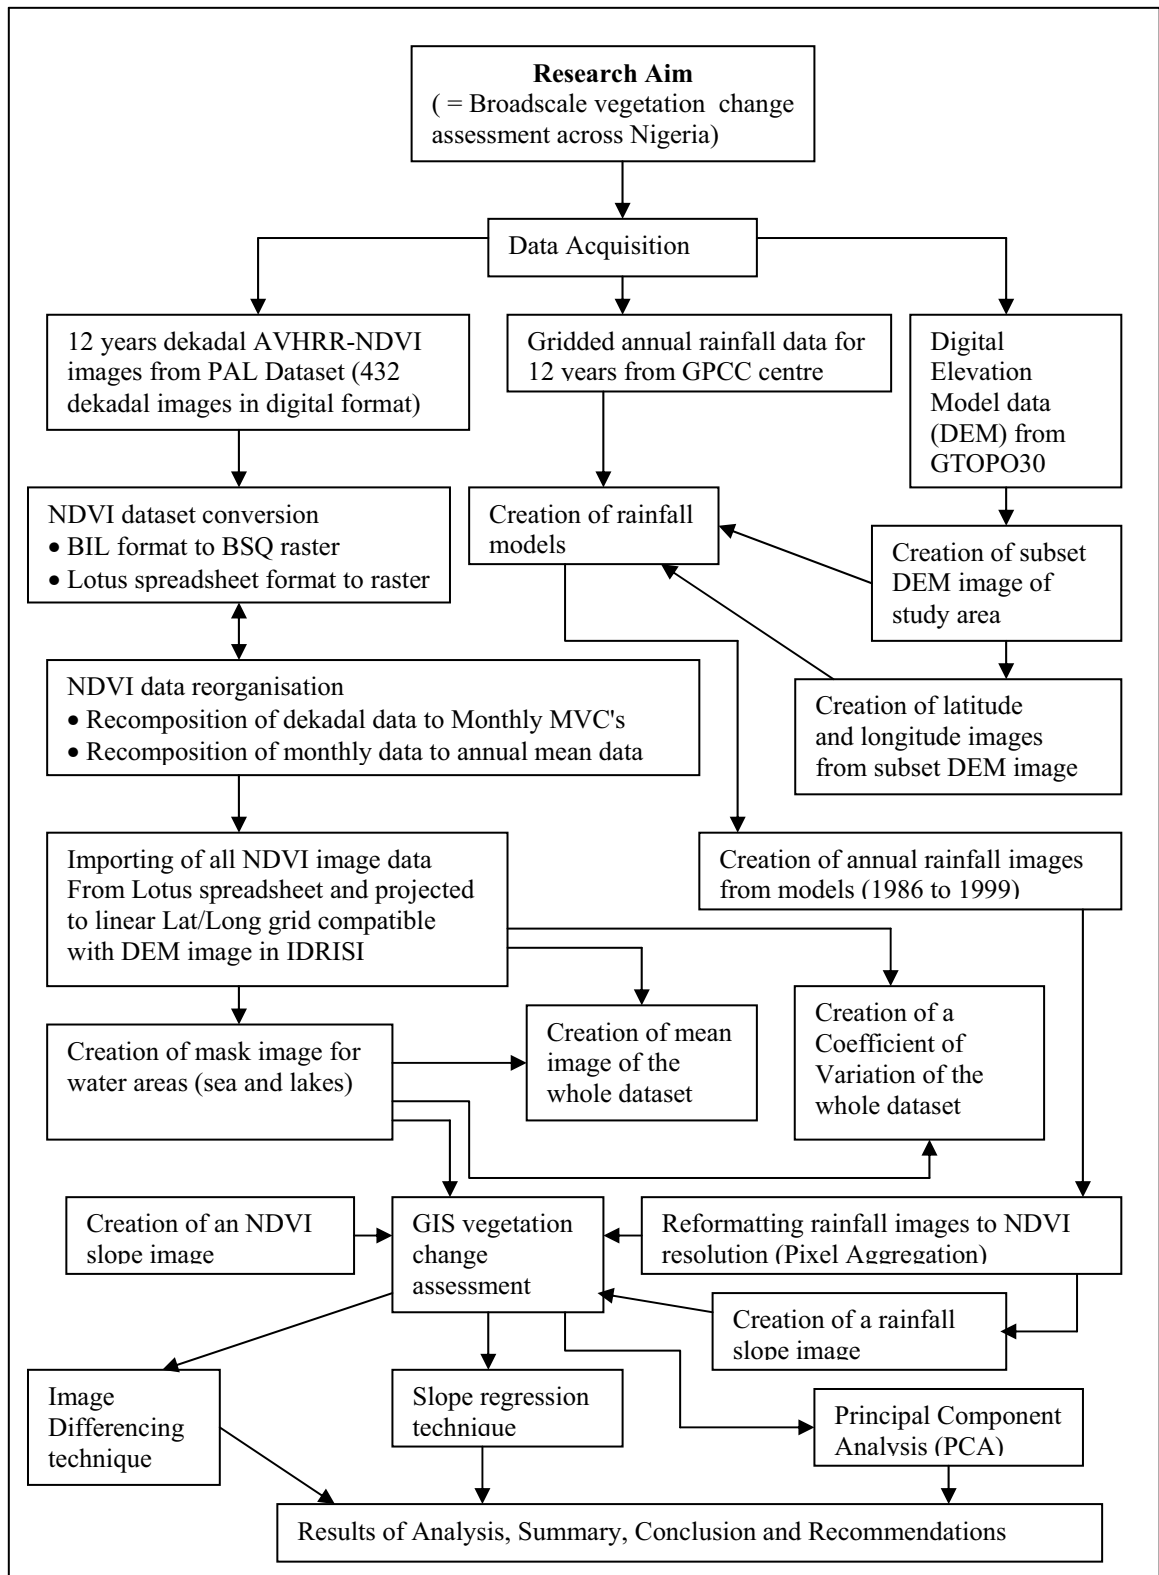 Research Aim
( = Broadscale vegetation change
assessment across Nigeria)
Data Acquisition
12 years dekadal AVHRR-NDVI
images from PAL Dataset (432
dekadal images in digital format)
Gridded annual rainfall data for
12 years from GPCC centre
Digital
Elevation
Model data
(DEM) from
GTOPO30
NDVI dataset conversion
• BIL format to BSQ raster
• Lotus spreadsheet format to raster
Creation of rainfall
models
Creation of subset
DEM image of
study area
NDVI data reorganisation
• Recomposition of dekadal data to Monthly MVC's
• Recomposition of monthly data to annual mean data
Creation of latitude
and longitude images
from subset DEM image
Importing of all NDVI image data
From Lotus spreadsheet and projected
to linear Lat/Long grid compatible
with DEM image in IDRISI
Creation of annual rainfall images
from models (1986 to 1999)
Creation of mask image for
water areas (sea and lakes)
Creation of mean
image of the
whole dataset
Creation of a
Coefficient of
Variation of the
whole dataset
Creation of an NDVI
slope image
GIS vegetation
change
assessment
Reformatting rainfall images to NDVI
resolution (Pixel Aggregation)
Creation of a rainfall
slope image
Image
Differencing
technique
Slope regression
technique
Principal Component
Analysis (PCA)
Results of Analysis, Summary, Conclusion and Recommendations